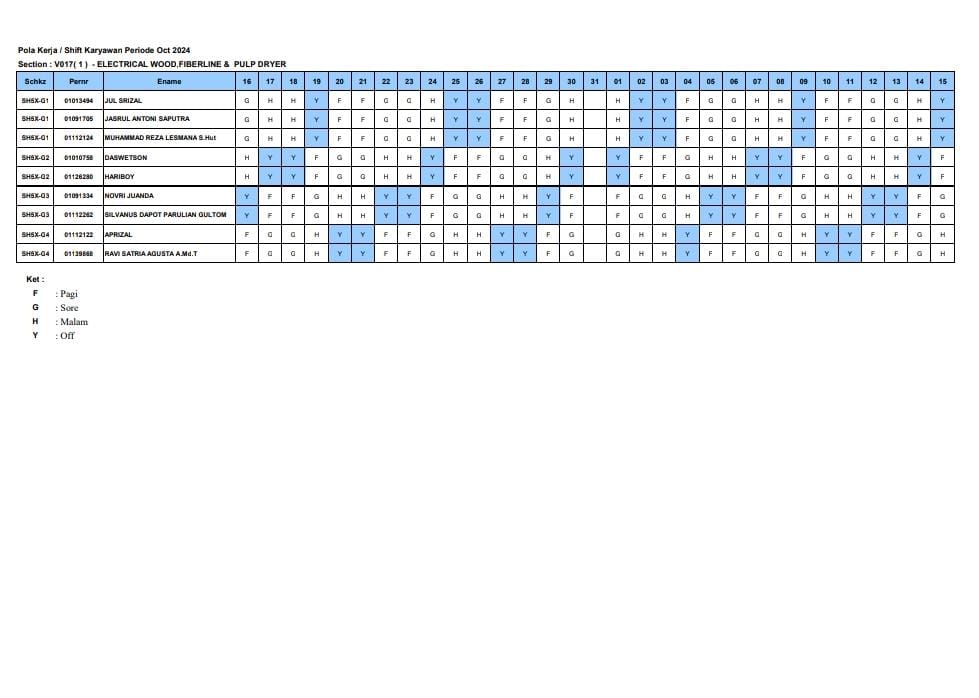 Pola Kerja / Shift Karyawan Periode Oct 2024
Section : V017( 1 ) - ELECTRICAL WOOD,FIBERLINE & PULP DRYER
Schkz Pernr Ename 16 17 18 19 20 21 22 23 24 25 26 27 28 29 30 31 01 02 03 04 05 06 07 08 09 10 11 12 13 14 15
SH5X-G1 01013494 JUL SRIZAL G H H Y F F G G H Y Y F F G H H Y Y F G G H H Y F F G G H Y
SH5X-G1 01091705 JASRUL ANTONI SAPUTRA G H H Y F F G G H Y Y F F G H H Y Y F G G H H Y F F G G H Y
SH5X-G1 01112124 MUHAMMAD REZA LESMANA S.Hut G H H Y F F G G H Y Y F F G H H Y Y F G G H H Y F F G G H Y
SH5X-G2 01010758 DASWETSON H Y Y F G G H H Y F F G G H Y Y F F G H H Y Y F G G H H Y F
SH5X-G2 01126280 HARIBOY H Y Y F G G H H Y F F G G H Y Y F F G H H Y Y F G G H H Y F
SH5X-G3 01091334 NOVRI JUANDA Y F F G H H Y Y F G G H H Y F F G G H Y Y F F G H H Y Y F G
SH5X-G3 01112262 SILVANUS DAPOT PARULIAN GULTOM Y F F G H H Y Y F G G H H Y F F G G H Y Y F F G H H Y Y F G
SH5X-G4 01112122 APRIZAL F G G H Y Y F F G H H Y Y F G G H H Y F F G G H Y Y F F G H
SH5X-G4 01139868 RAVI SATRIA AGUSTA A.Md.T F G G H Y Y F F G H H Y Y F G G H H Y F F G G H Y Y F F G H
Ket :
F : Pagi
G : Sore
H : Malam
Y : Off